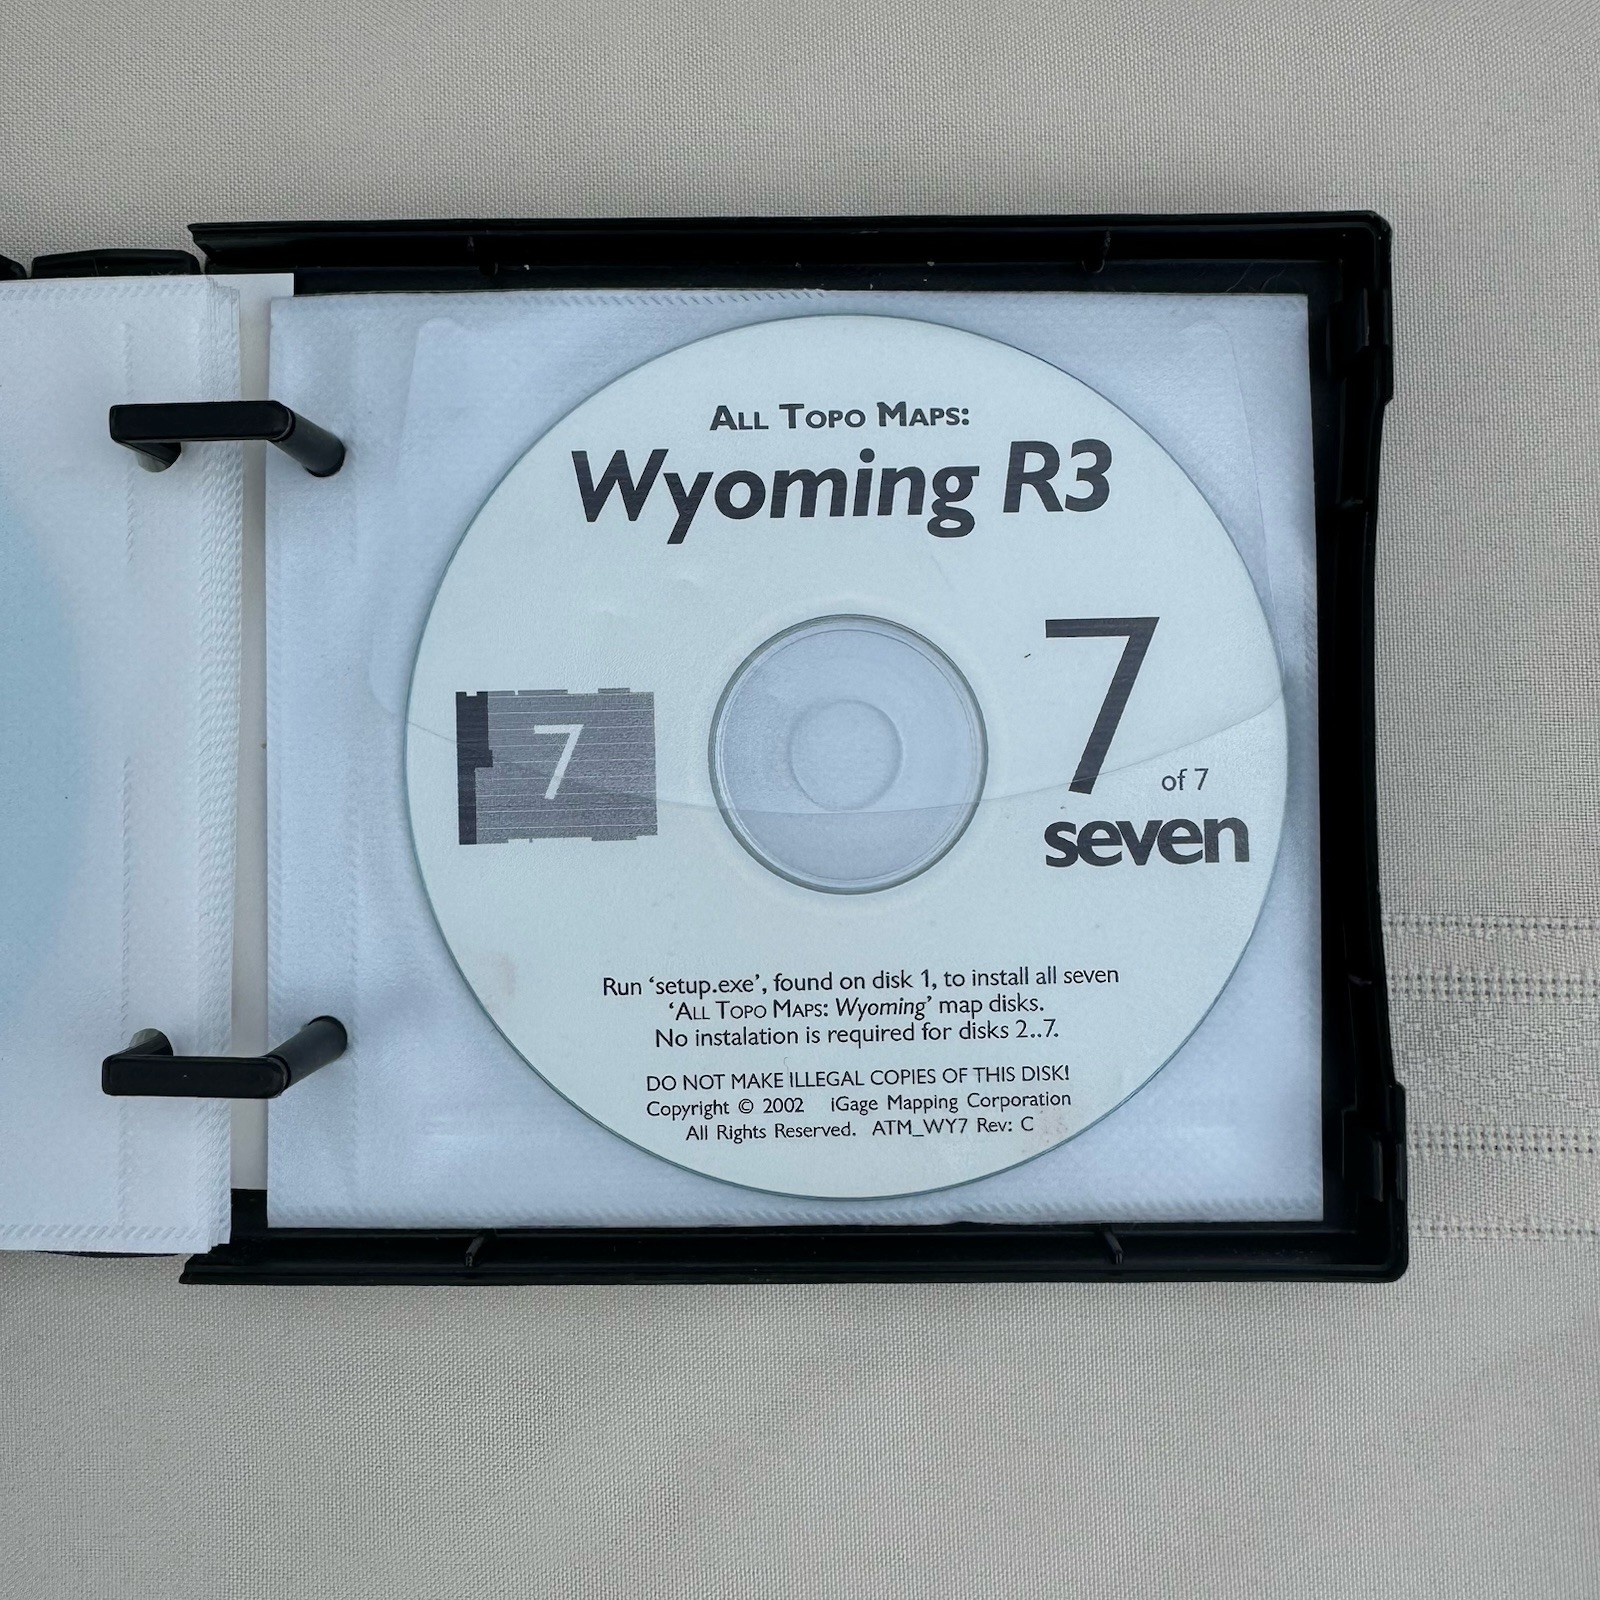 ALL TOPO MAPS:
Wyoming R3
7
7 of 7
seven
Run ‘setup.exe’, found on disk 1, to install all seven
‘ALL TOPO MAPS: Wyoming’ map disks.
No instalation is required for disks 2..7.
DO NOT MAKE ILLEGAL COPIES OF THIS DISK!
Copyright © 2002 iGage Mapping Corporation
All Rights Reserved. ATM_WY7 Rev: C